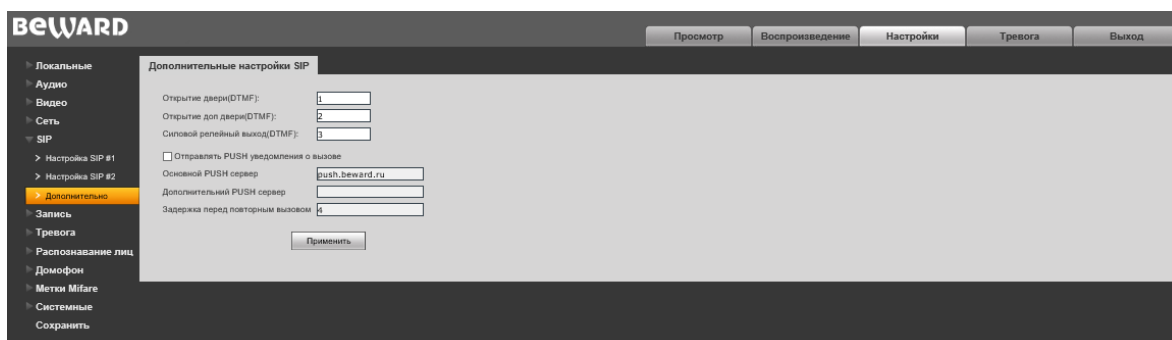 BEWARD
Просмотр Воспроизведение Настройки Тревога Выход
Локальные
Аудио
Видео
Сеть
SIP
Настройка SIP #1
Настройка SIP #2
Дополнительно
Запись
Тревога
Распознавание лиц
Домофон
Метки Mifare
Системные
Сохранить
Дополнительные настройки SIP
Открытие двери(DTMF): 1
Открытие доп двери(DTMF): 2
Силовой релейный выход(DTMF): 3
Отправлять PUSH уведомления о вызове
Основной PUSH сервер push.beward.ru
Дополнительний PUSH сервер
Задержка перед повторным вызовом 4
Применить